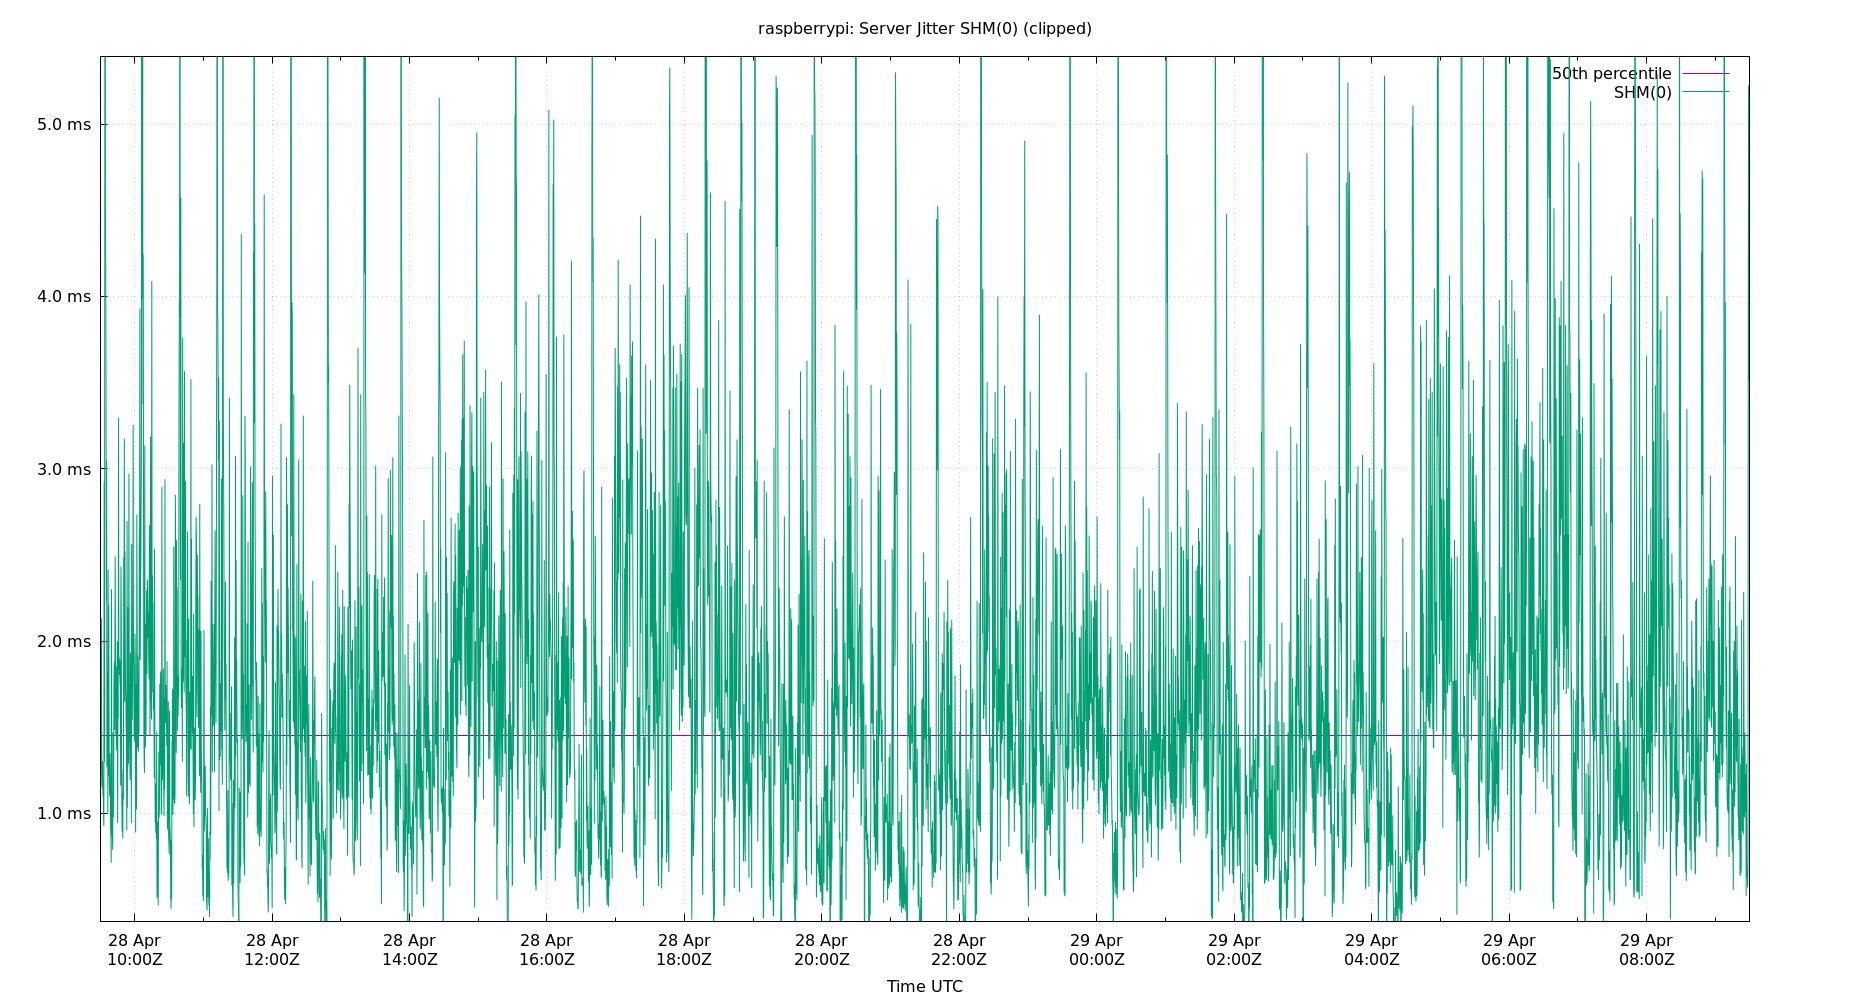 raspberrypi: Server Jitter SHM(0) (clipped)
50th percentile
SHM(0)
5.0 ms
4.0 ms
3.0 ms
2.0 ms
1.0 ms
28 Apr 28 Apr 28 Apr 28 Apr 28 Apr 28 Apr 28 Apr 29 Apr 29 Apr 29 Apr 29 Apr 29 Apr
10:00Z 12:00Z 14:00Z 16:00Z 18:00Z 20:00Z 22:00Z 00:00Z 02:00Z 04:00Z 06:00Z 08:00Z
Time UTC